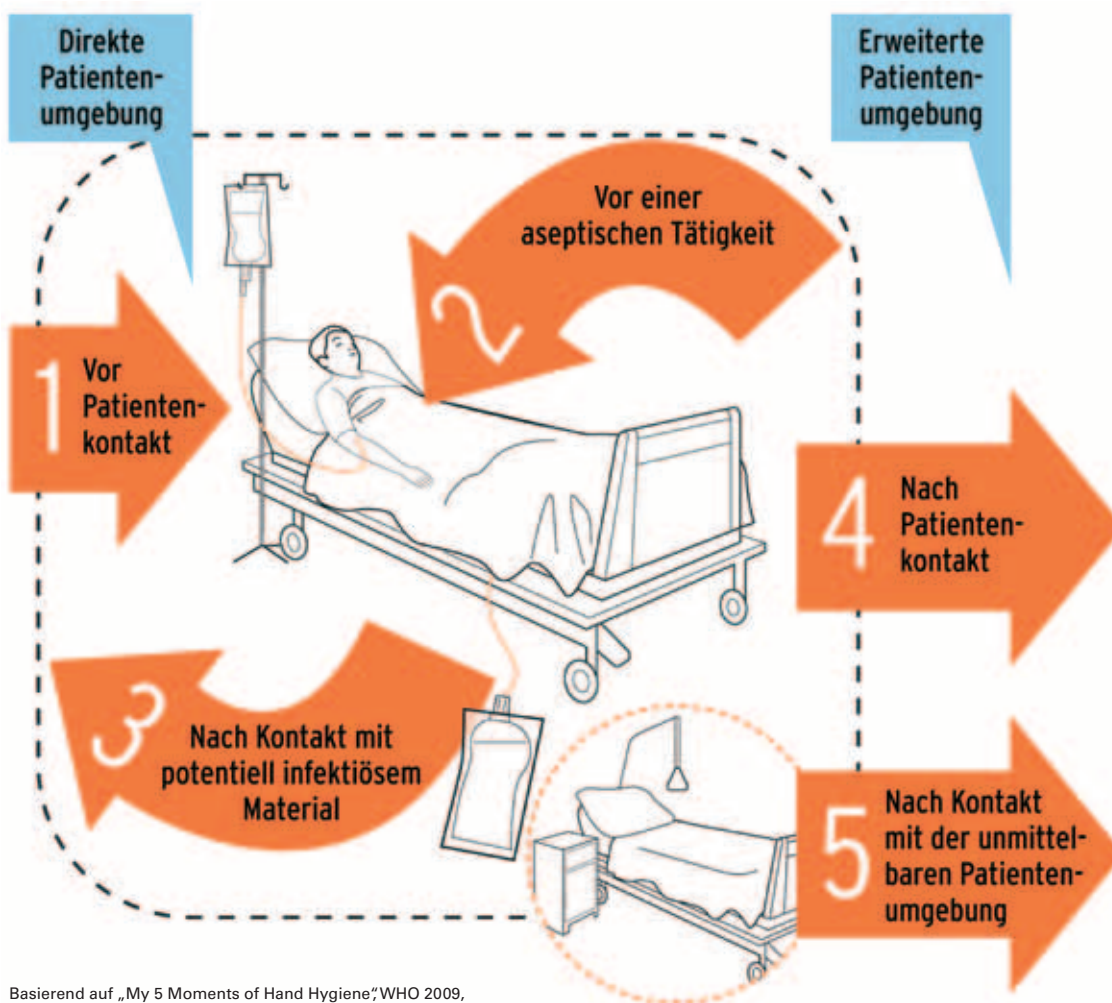 Direkte
Patienten-
umgebung
Erweiterte
Patienten-
umgebung
Vor einer
aseptischen Tätigkeit
2
1
Vor
Patienten-
kontakt
4
Nach
Patienten-
kontakt
3
Nach Kontakt mit
potentiell infektiösem
Material
5
Nach Kontakt
mit der unmittel-
baren Patienten-
umgebung
Basierend auf „My 5 Moments of Hand Hygiene“, WHO 2009,